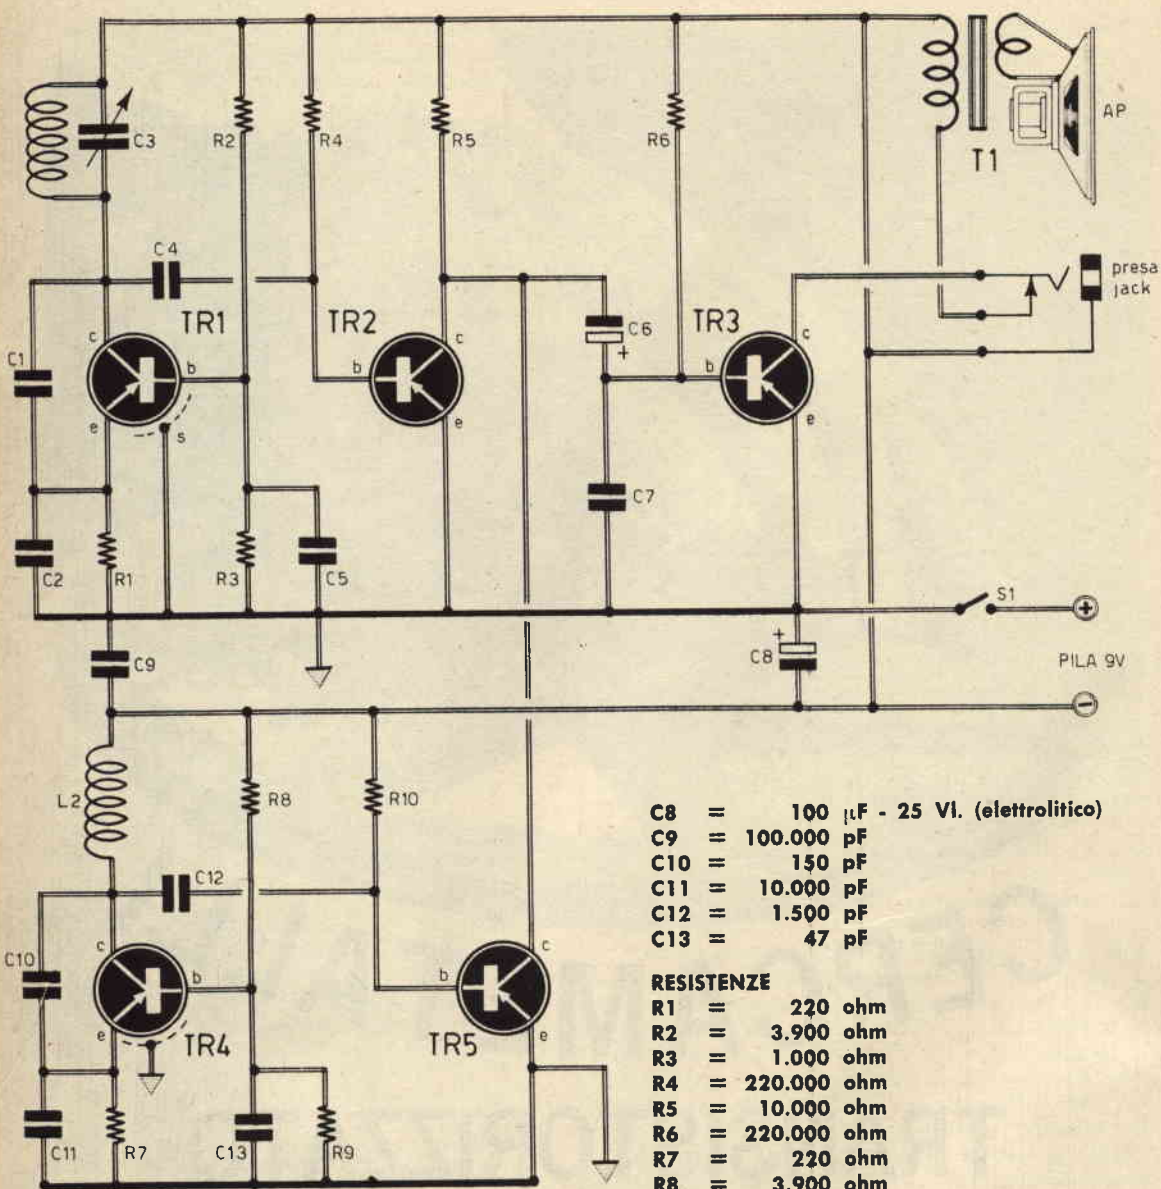 C3
R2
R4
R5
R6
T1
AP
C4
presa
jack
TR1
TR2
TR3
C6
+
c
b
e
s
c
b
e
c
b
e
C1
C7
C2
R1
R3
C5
S1
+
C9
+
C8
PILA 9V
−
L2
R8
R10
C12
C10
c
b
e
TR4
c
b
e
TR5
C11
R7
C13
R9
C8 = 100 µF - 25 Vl. (elettrolitico)
C9 = 100.000 pF
C10 = 150 pF
C11 = 10.000 pF
C12 = 1.500 pF
C13 = 47 pF
RESISTENZE
R1 = 220 ohm
R2 = 3.900 ohm
R3 = 1.000 ohm
R4 = 220.000 ohm
R5 = 10.000 ohm
R6 = 220.000 ohm
R7 = 220 ohm
R8 = 3.900 ohm